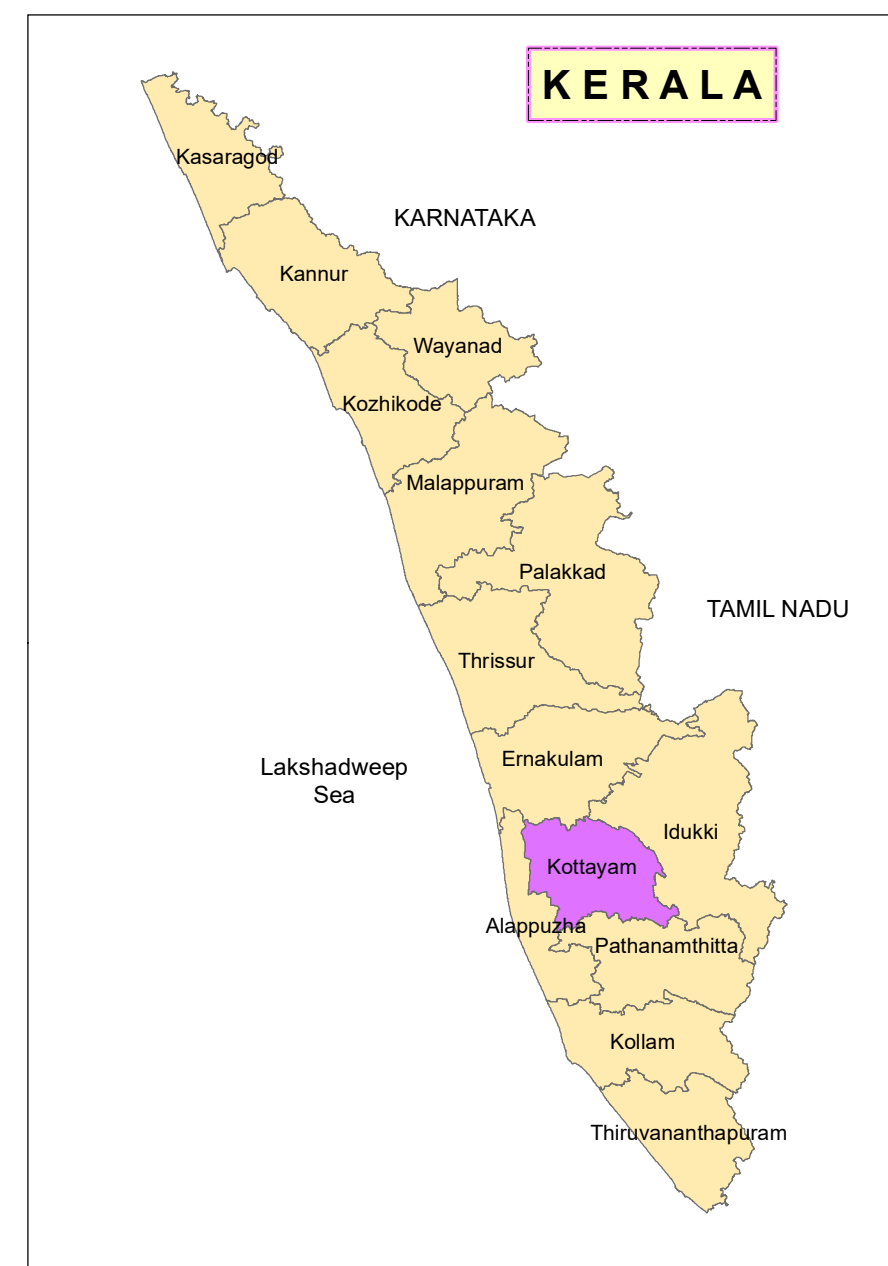 K E R A L A
Kasaragod
KARNATAKA
Kannur
Wayanad
Kozhikode
Malappuram
Palakkad
TAMIL NADU
Thrissur
Ernakulam
Lakshadweep
Sea
Idukki
Kottayam
Alappuzha
Pathanamthitta
Kollam
Thiruvananthapuram